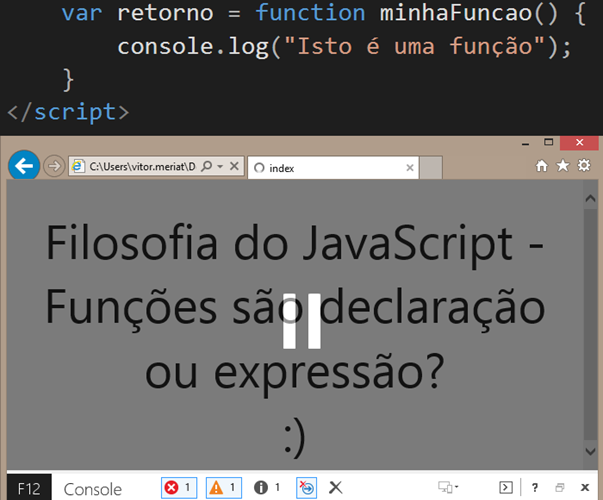 var retorno = function minhaFuncao() {
console.log("Isto é uma função");
}
</script>
C:\Users\vitor.meriat\D
index
Filosofia do JavaScript -
Funções são declaração
ou expressão?
:)
F12 Console 1 1 1 ?